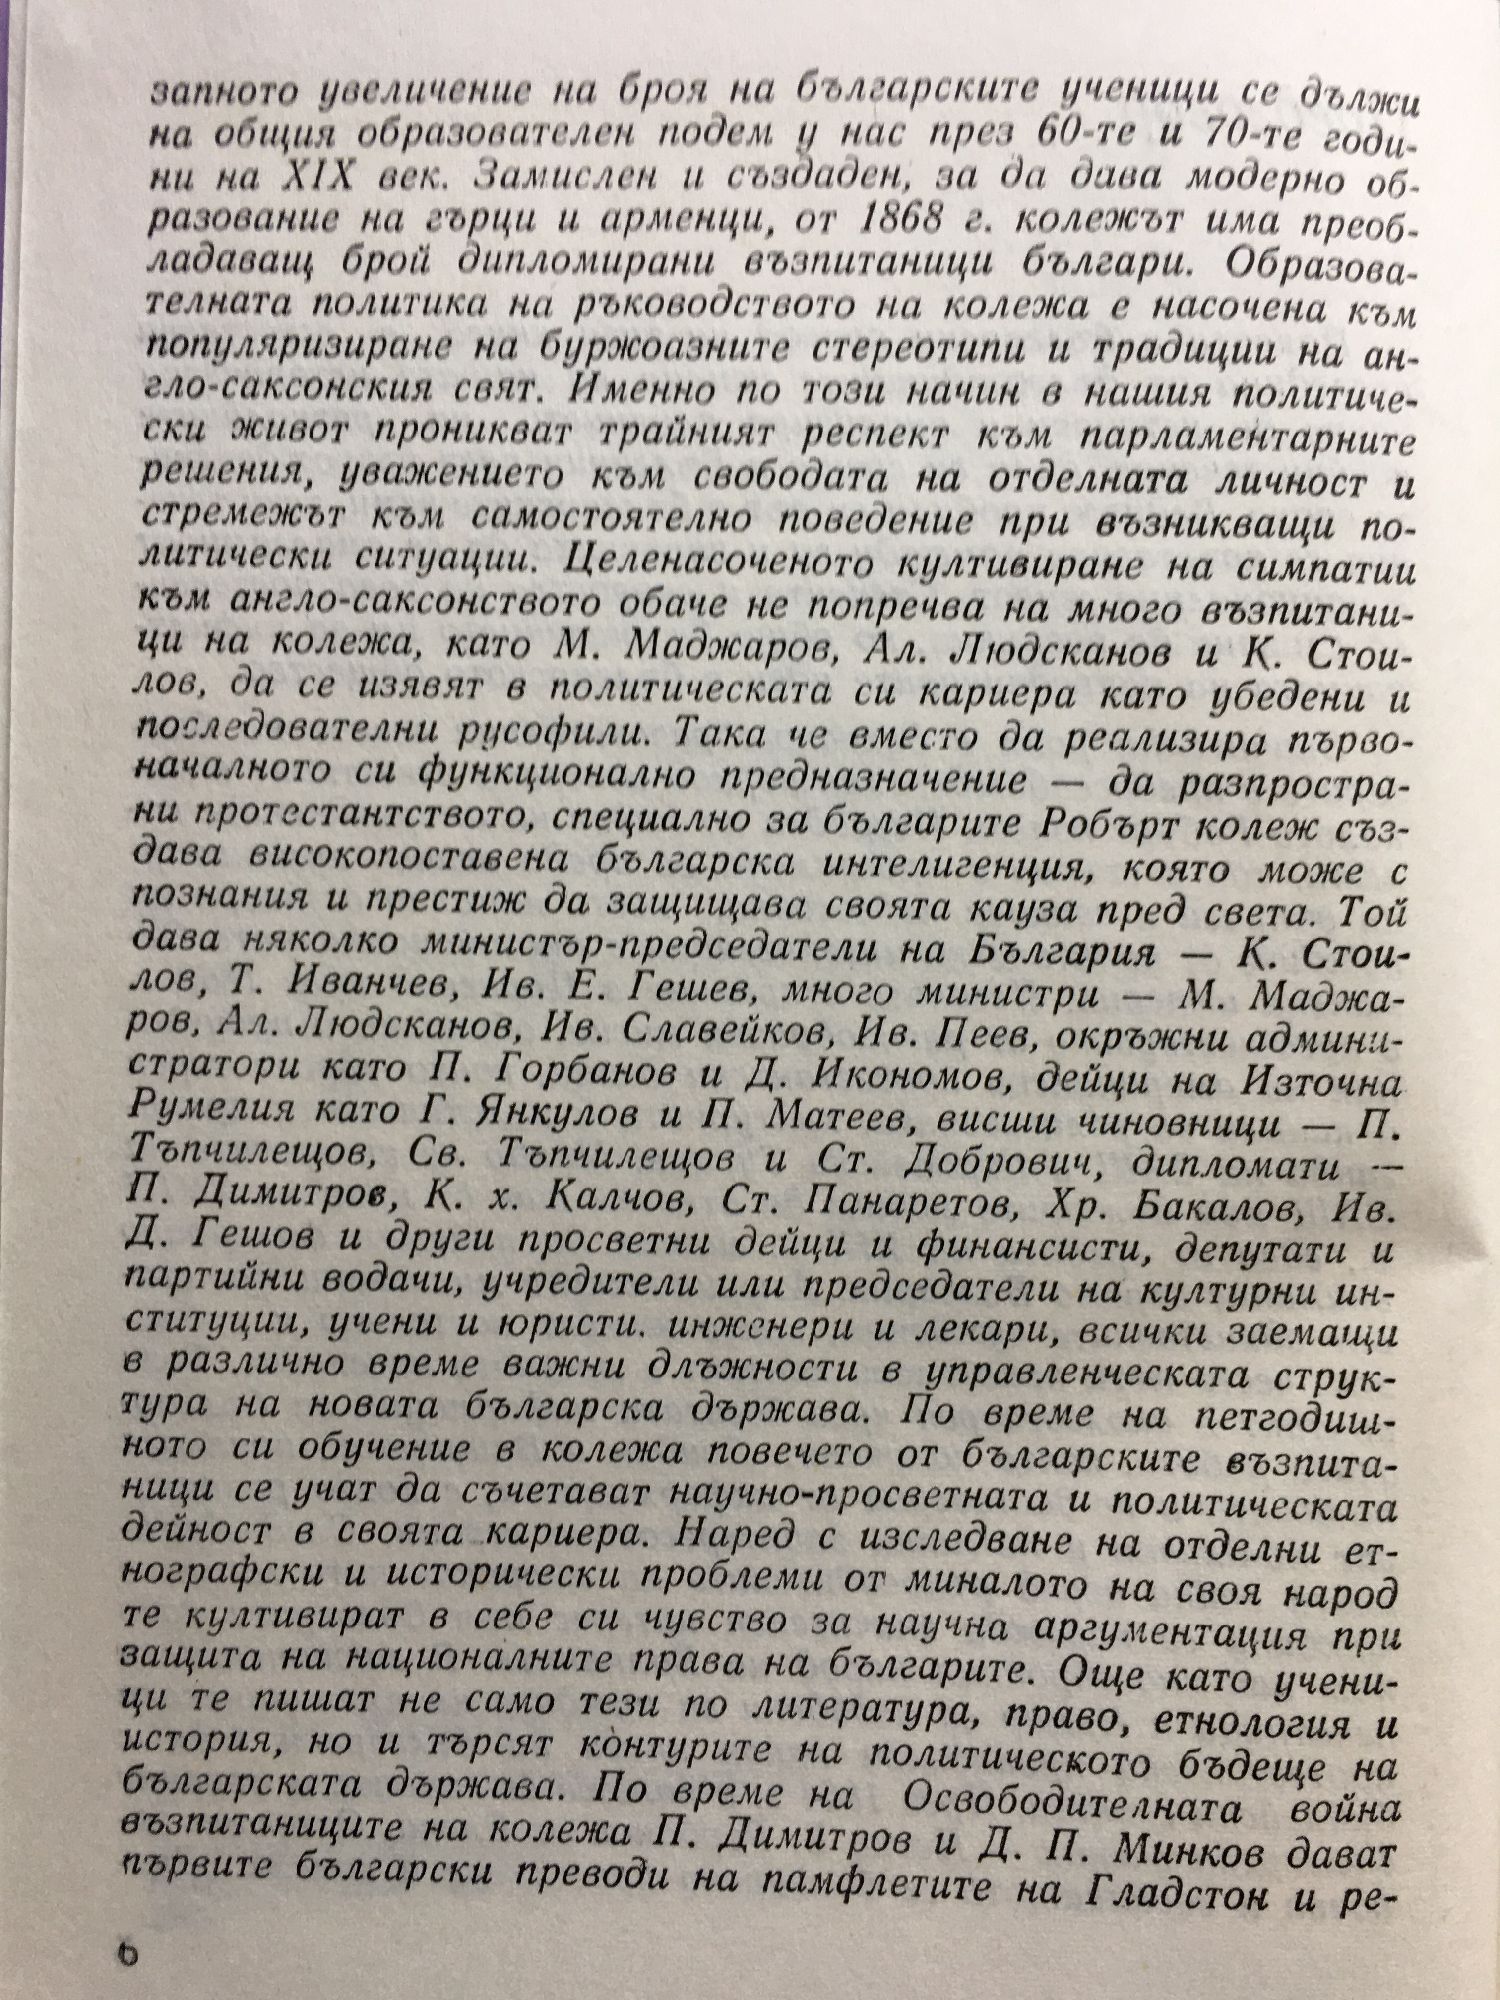 запното увеличение на броя на българските ученици се дължи
на общия образователен подем у нас през 60-те и 70-те годи-
ни на XIX век. Замислен и създаден, за да дава модерно об-
разование на гърци и арменци, от 1868 г. колежът има преоб-
ладаващ брой дипломирани възпитаници българи. Образова-
телната политика на ръководството на колежа е насочена към
популяризиране на буржоазните стереотипи и традиции на ан-
гло-саксонския свят. Именно по този начин в нашия политиче-
ски живот проникват трайният респект към парламентарните
решения, уважението към свободата на отделната личност и
стремежът към самостоятелно поведение при възникващи по-
литически ситуации. Целенасоченото култивиране на симпатии
към англо-саксонството обаче не попречва на много възпитани-
ци на колежа, като М. Маджаров, Ал. Людсканов и К. Стои-
лов, да се изявят в политическата си кариера като убедени и
последователни русофили. Така че вместо да реализира първо-
началното си функционално предназначение — да разпростра-
ни протестантството, специално за българите Робърт колеж съз-
дава високопоставена българска интелигенция, която може с
познания и престиж да защищава своята кауза пред света. Той
дава няколко министър-председатели на България — К. Стои-
лов, Т. Иванчев, Ив. Е. Гешев, много министри — М. Маджа-
ров, Ал. Людсканов, Ив. Славейков, Ив. Пеев, окръжни админи-
стратори като П. Горбанов и Д. Икономов, дейци на Източна
Румелия като Г. Янкулов и П. Матеев, висши чиновници — П.
Тъпчилещов, Св. Тъпчилещов и Ст. Добрович, дипломати —
П. Димитров, К. х. Калчов, Ст. Панаретов, Хр. Бакалов, Ив.
Д. Гешов и други просветни дейци и финансисти, депутати и
партийни водачи, учредители или председатели на културни ин-
ституции, учени и юристи. инженери и лекари, всички заемащи
в различно време важни длъжности в управленческата струк-
тура на новата българска държава. По време на петгодиш-
ното си обучение в колежа повечето от българските възпита-
ници се учат да съчетават научно-просветната и политическата
дейност в своята кариера. Наред с изследване на отделни ет-
нографски и исторически проблеми от миналото на своя народ
те култивират в себе си чувство за научна аргументация при
защита на националните права на българите. Още като учени-
ци те пишат не само тези по литература, право, етнология и
история, но и търсят контурите на политическото бъдеще на
българската държава. По време на Освободителната война
възпитаниците на колежа П. Димитров и Д. П. Минков дават
първите български преводи на памфлетите на Гладстон и ре-
6